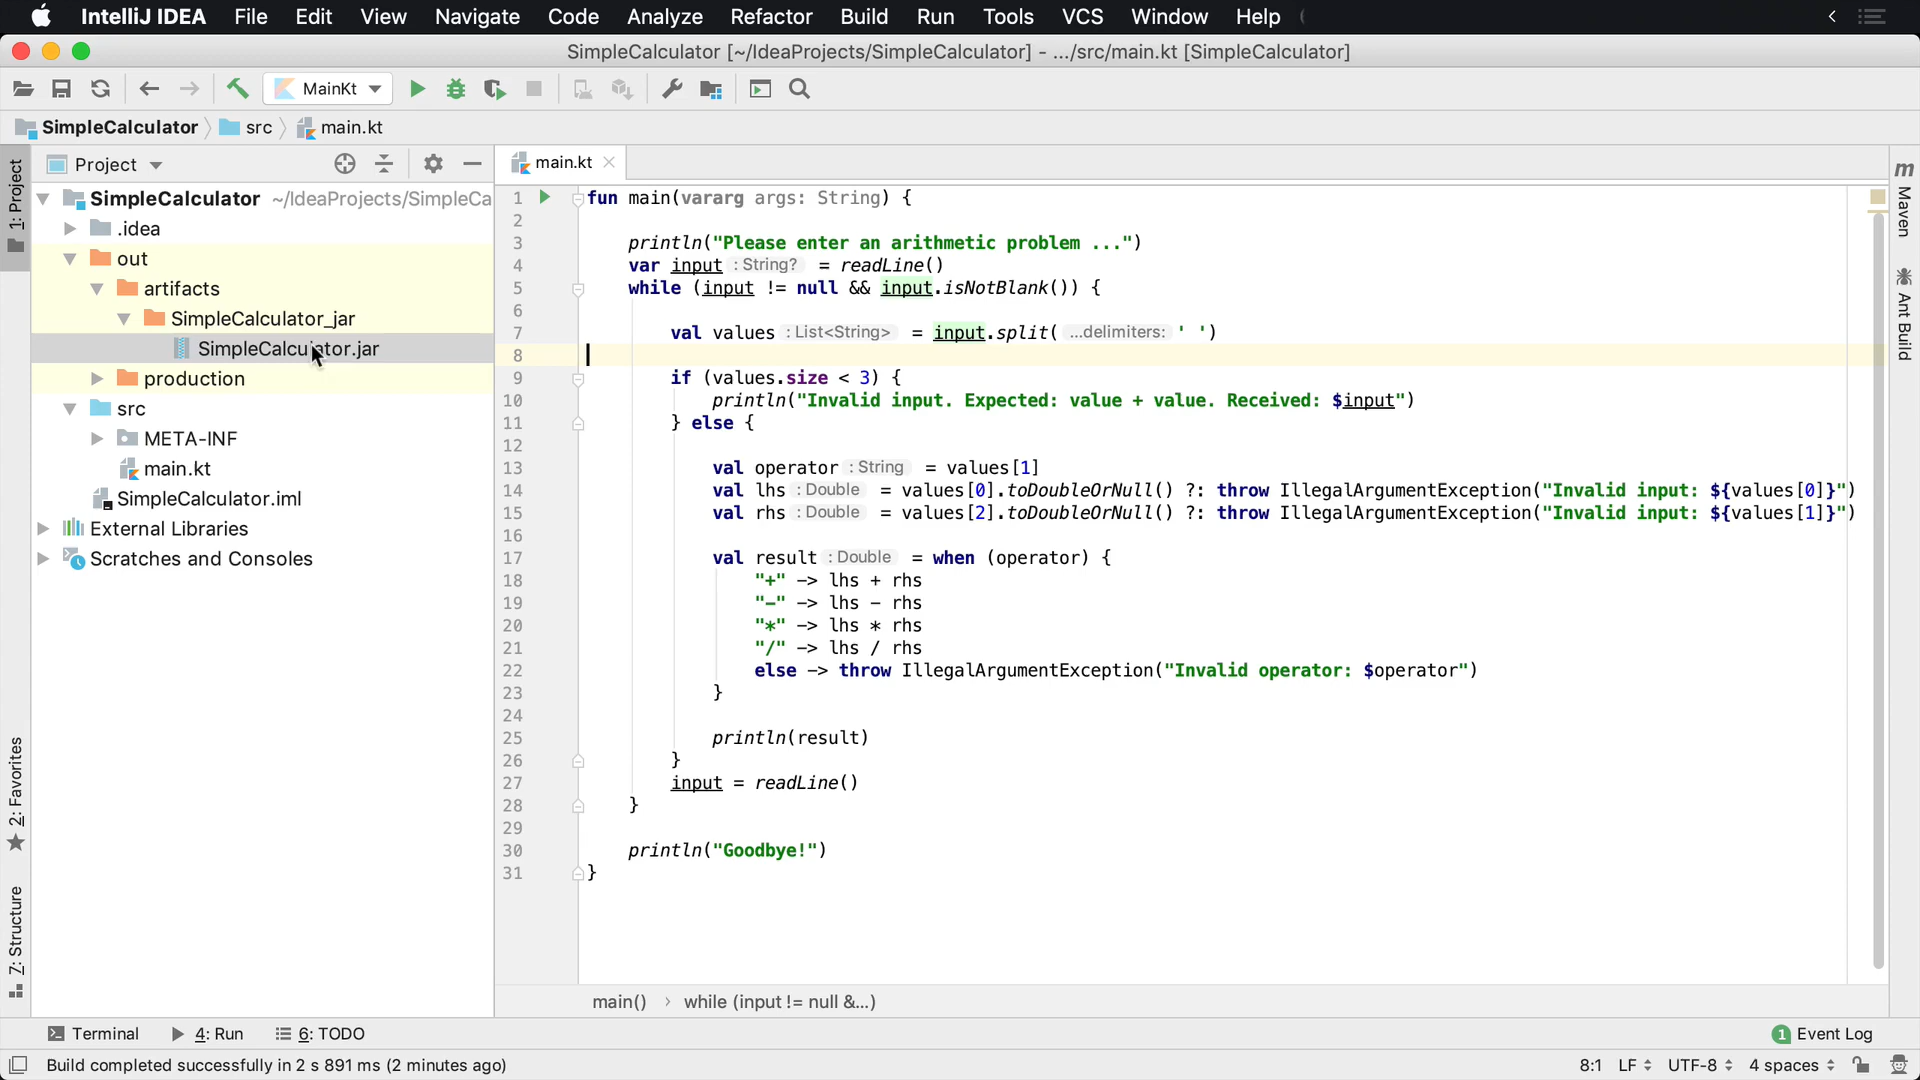 IntelliJ IDEA File Edit View Navigate Code Analyze Refactor Build Run Tools VCS Window Help
SimpleCalculator [~/IdeaProjects/SimpleCalculator] - .../src/main.kt [SimpleCalculator]
MainKt
SimpleCalculator src main.kt
1: Project
2: Favorites
Z: Structure
Project
SimpleCalculator ~/IdeaProjects/SimpleCa
.idea
out
artifacts
SimpleCalculator_jar
SimpleCalculator.jar
production
src
META-INF
main.kt
SimpleCalculator.iml
External Libraries
Scratches and Consoles
main.kt
1 fun main(vararg args: String) {
2
3 println("Please enter an arithmetic problem ...")
4 var input : String? = readLine()
5 while (input != null && input.isNotBlank()) {
6
7 val values : List<String> = input.split( ...delimiters: ' ')
8
9 if (values.size < 3) {
10 println("Invalid input. Expected: value + value. Received: $input")
11 } else {
12
13 val operator : String = values[1]
14 val lhs : Double = values[0].toDoubleOrNull() ?: throw IllegalArgumentException("Invalid input: ${values[0]}")
15 val rhs : Double = values[2].toDoubleOrNull() ?: throw IllegalArgumentException("Invalid input: ${values[1]}")
16
17 val result : Double = when (operator) {
18 "+" -> lhs + rhs
19 "-" -> lhs - rhs
20 "*" -> lhs * rhs
21 "/" -> lhs / rhs
22 else -> throw IllegalArgumentException("Invalid operator: $operator")
23 }
24
25 println(result)
26 }
27 input = readLine()
28 }
29
30 println("Goodbye!")
31 }
main() › while (input != null &...)
m Maven
Ant Build
Terminal 4: Run 6: TODO 1 Event Log
Build completed successfully in 2 s 891 ms (2 minutes ago) 8:1 LF UTF-8 4 spaces